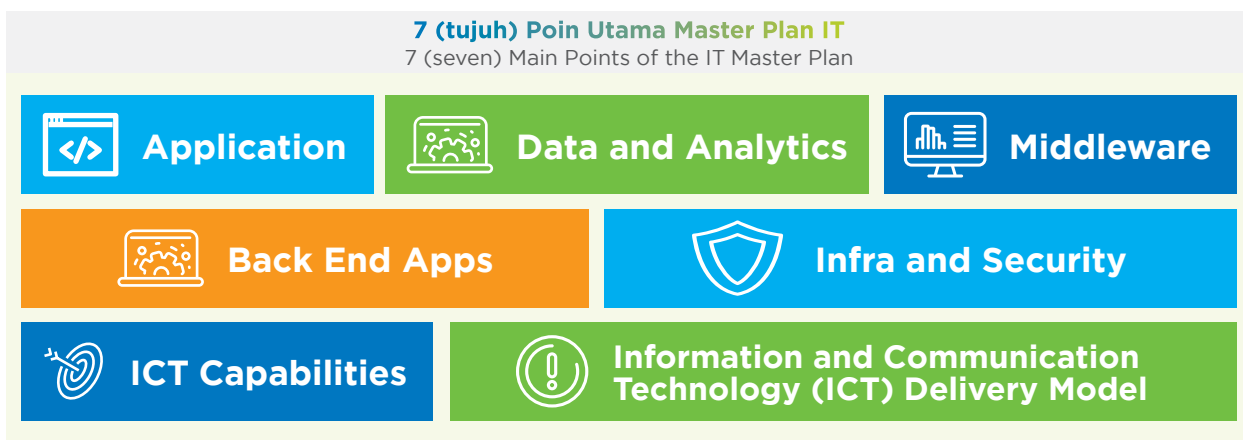 7 (tujuh) Poin Utama Master Plan IT
7 (seven) Main Points of the IT Master Plan
</>
Application
Data and Analytics
Middleware
Back End Apps
Infra and Security
ICT Capabilities
Information and Communication
Technology (ICT) Delivery Model